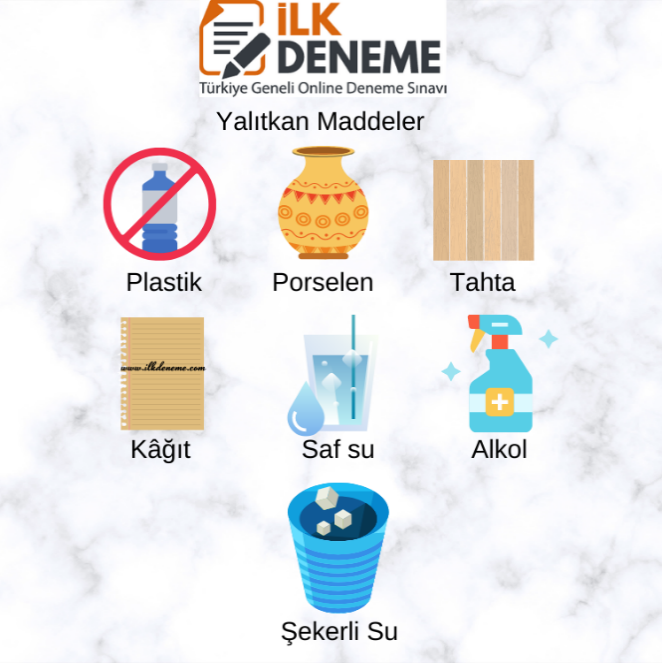 İLK
DENEME
Türkiye Geneli Online Deneme Sınavı
Yalıtkan Maddeler
Plastik
Porselen
Tahta
www.ilkdeneme.com
Kâğıt
Saf su
Alkol
Şekerli Su